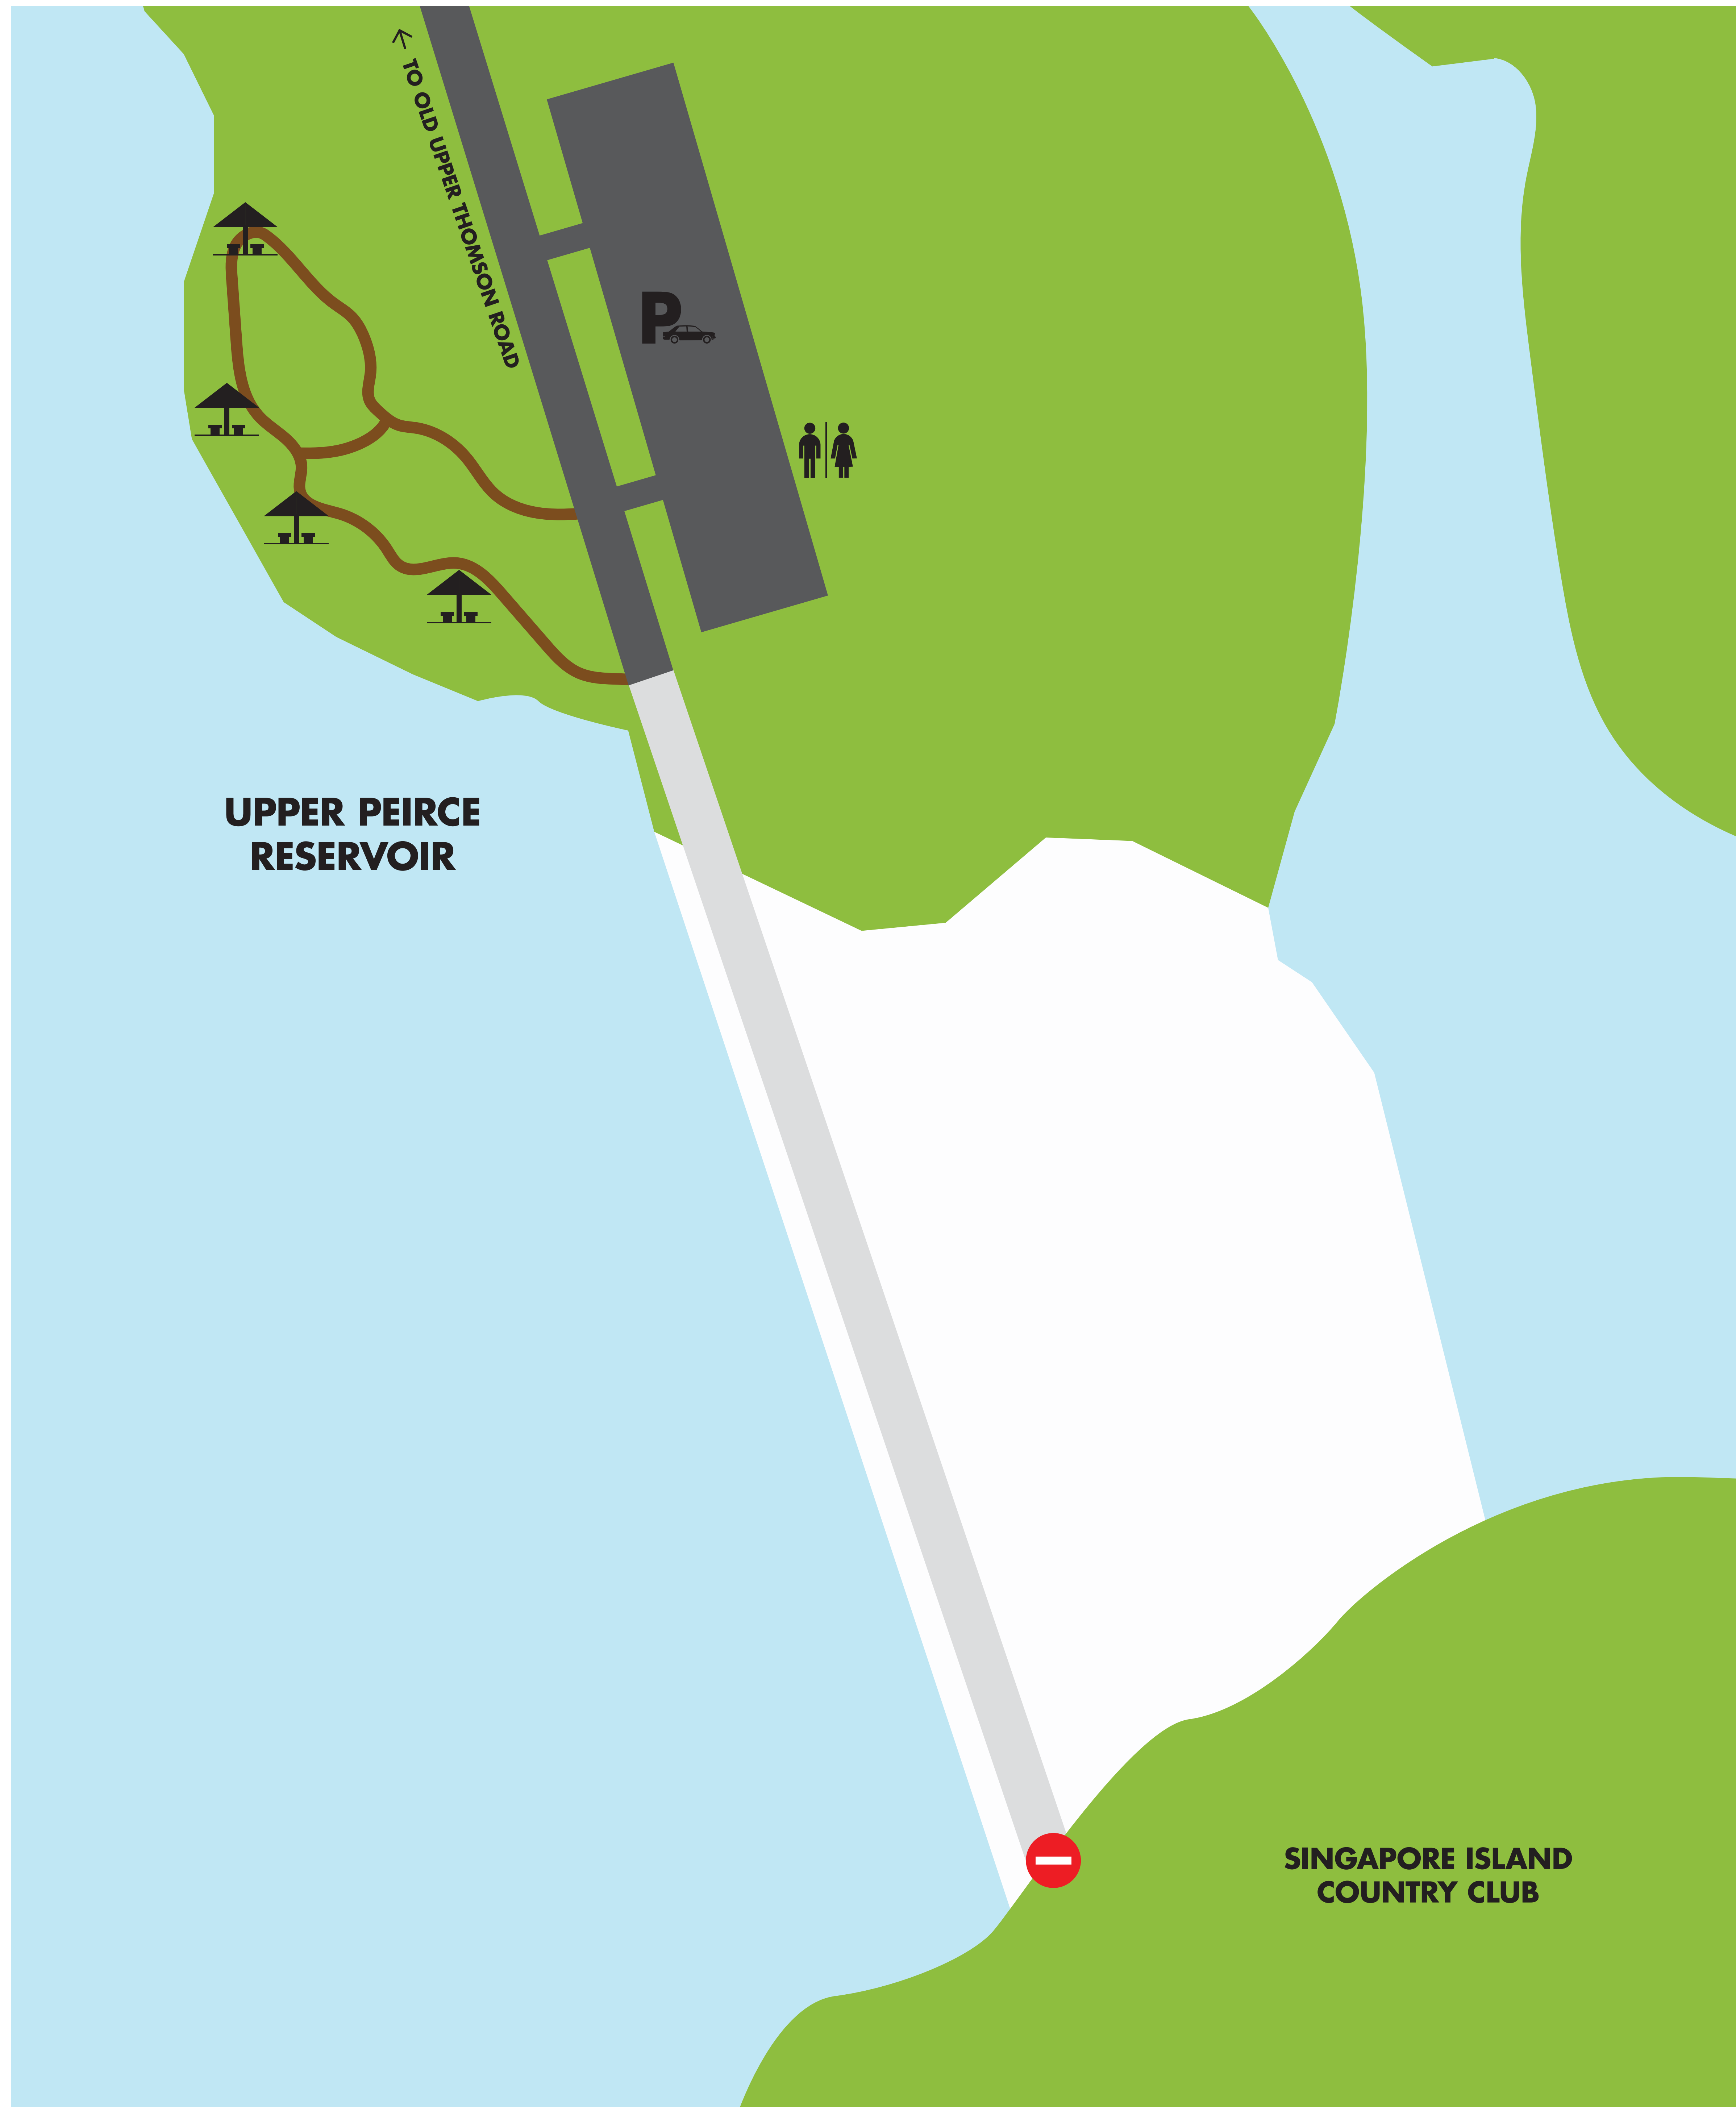 TO OLD UPPER THOMSON ROAD
P
UPPER PEIRCE
RESERVOIR
SINGAPORE ISLAND
COUNTRY CLUB